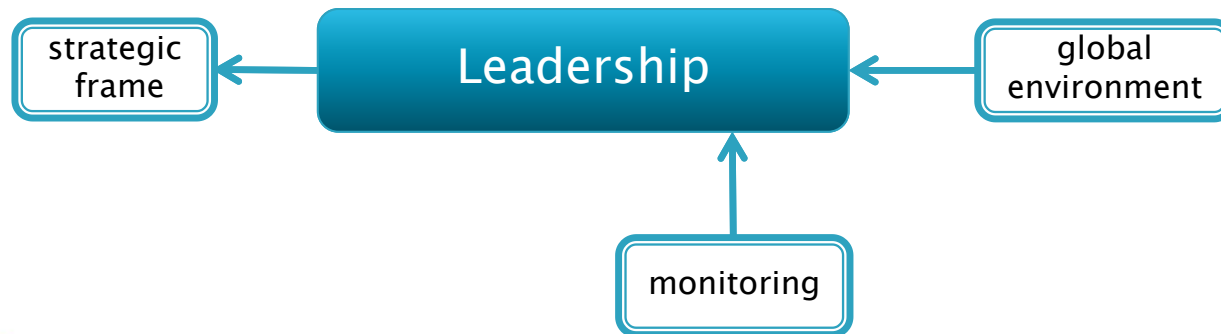 strategic
frame
Leadership
global
environment
monitoring